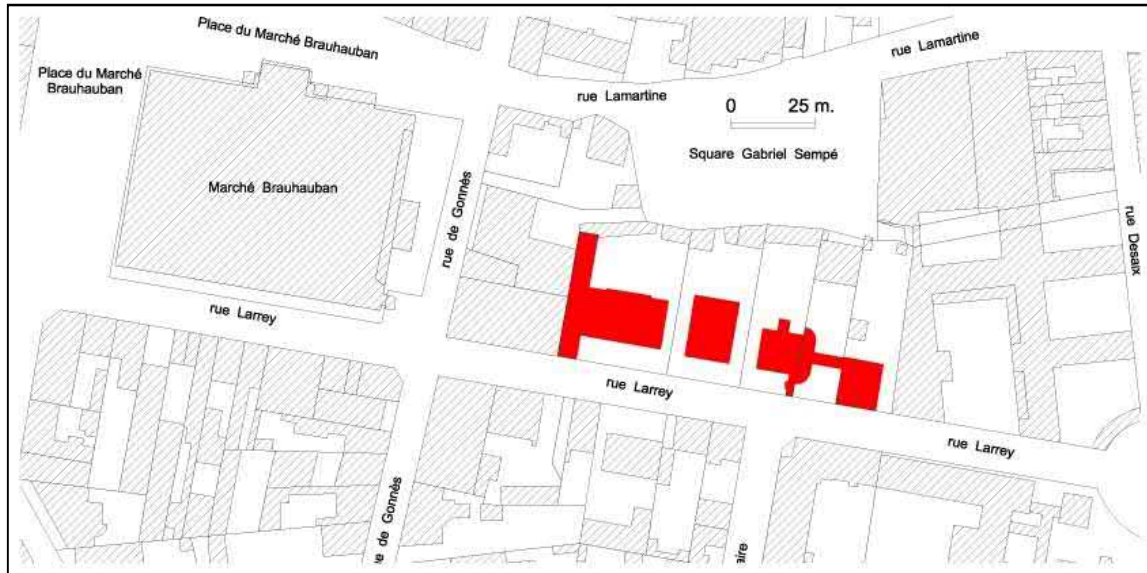 Place du Marché Brauhauban
rue Lamartine
Place du Marché
Brauhauban
rue Lamartine
0 25 m.
Square Gabriel Sempé
Marché Brauhauban
rue de Gonnès
rue Desaix
rue Larrey
rue Larrey
rue Larrey
e de Gonnès
aire